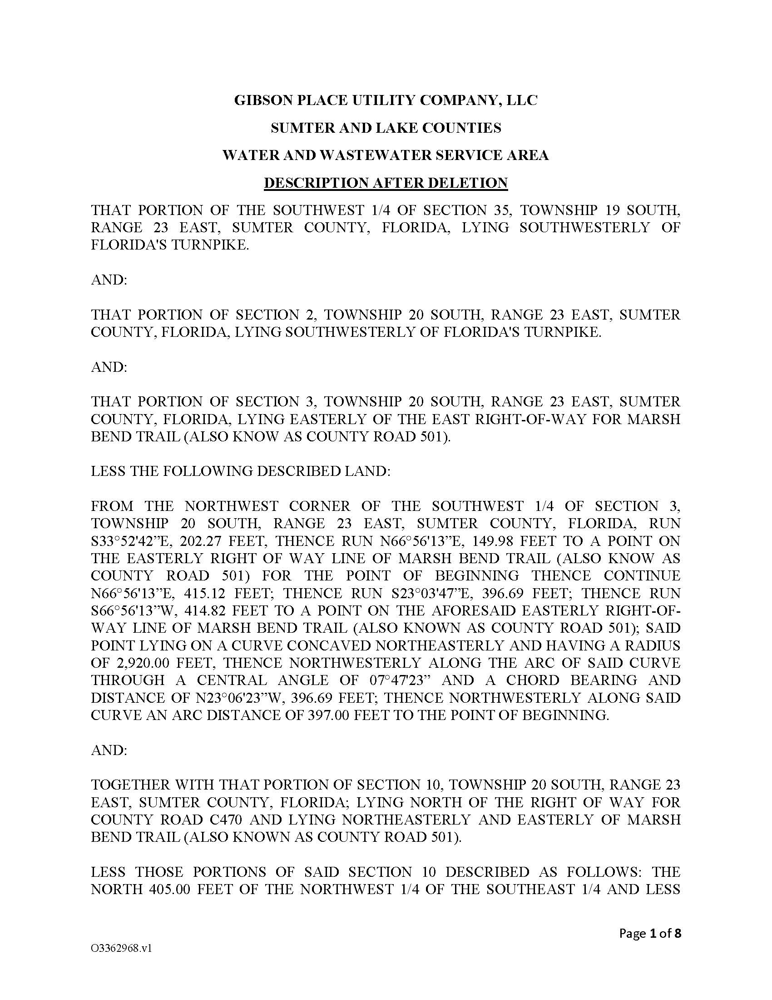 GIBSON PLACE UTILITY COMPANY, LLC
SUMTER AND LAKE COUNTIES
WATER AND WASTEWATER SERVICE AREA
DESCRIPTION AFTER DELETION
THAT PORTION OF THE SOUTHWEST 1/4 OF SECTION 35, TOWNSHIP 19 SOUTH,
RANGE 23 EAST, SUMTER COUNTY, FLORIDA, LYING SOUTHWESTERLY OF
FLORIDA'S TURNPIKE.
AND:
THAT PORTION OF SECTION 2, TOWNSHIP 20 SOUTH, RANGE 23 EAST, SUMTER
COUNTY, FLORIDA, LYING SOUTHWESTERLY OF FLORIDA'S TURNPIKE.
AND:
THAT PORTION OF SECTION 3, TOWNSHIP 20 SOUTH, RANGE 23 EAST, SUMTER
COUNTY, FLORIDA, LYING EASTERLY OF THE EAST RIGHT-OF-WAY FOR MARSH
BEND TRAIL (ALSO KNOW AS COUNTY ROAD 501).
LESS THE FOLLOWING DESCRIBED LAND:
FROM THE NORTHWEST CORNER OF THE SOUTHWEST 1/4 OF SECTION 3,
TOWNSHIP 20 SOUTH, RANGE 23 EAST, SUMTER COUNTY, FLORIDA, RUN
S33°52'42”E, 202.27 FEET, THENCE RUN N66°56'13”E, 149.98 FEET TO A POINT ON
THE EASTERLY RIGHT OF WAY LINE OF MARSH BEND TRAIL (ALSO KNOW AS
COUNTY ROAD 501) FOR THE POINT OF BEGINNING THENCE CONTINUE
N66°56'13”E, 415.12 FEET; THENCE RUN S23°03'47”E, 396.69 FEET; THENCE RUN
S66°56'13”W, 414.82 FEET TO A POINT ON THE AFORESAID EASTERLY RIGHT-OF-
WAY LINE OF MARSH BEND TRAIL (ALSO KNOWN AS COUNTY ROAD 501); SAID
POINT LYING ON A CURVE CONCAVED NORTHEASTERLY AND HAVING A RADIUS
OF 2,920.00 FEET, THENCE NORTHWESTERLY ALONG THE ARC OF SAID CURVE
THROUGH A CENTRAL ANGLE OF 07°47'23” AND A CHORD BEARING AND
DISTANCE OF N23°06'23”W, 396.69 FEET; THENCE NORTHWESTERLY ALONG SAID
CURVE AN ARC DISTANCE OF 397.00 FEET TO THE POINT OF BEGINNING.
AND:
TOGETHER WITH THAT PORTION OF SECTION 10, TOWNSHIP 20 SOUTH, RANGE 23
EAST, SUMTER COUNTY, FLORIDA; LYING NORTH OF THE RIGHT OF WAY FOR
COUNTY ROAD C470 AND LYING NORTHEASTERLY AND EASTERLY OF MARSH
BEND TRAIL (ALSO KNOWN AS COUNTY ROAD 501).
LESS THOSE PORTIONS OF SAID SECTION 10 DESCRIBED AS FOLLOWS: THE
NORTH 405.00 FEET OF THE NORTHWEST 1/4 OF THE SOUTHEAST 1/4 AND LESS
Page 1 of 8
O3362968.v1